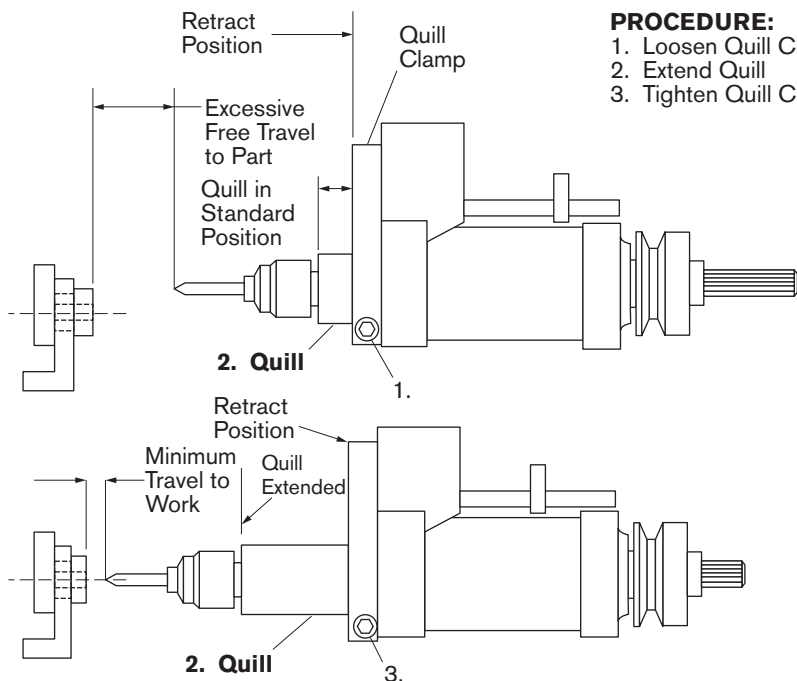 Retract
Position
Quill
Clamp
PROCEDURE:
1. Loosen Quill C
2. Extend Quill
3. Tighten Quill C
Excessive
Free Travel
to Part
Quill in
Standard
Position
2. Quill
1.
Retract
Position
Minimum
Travel to
Work
Quill
Extended
2. Quill
3.